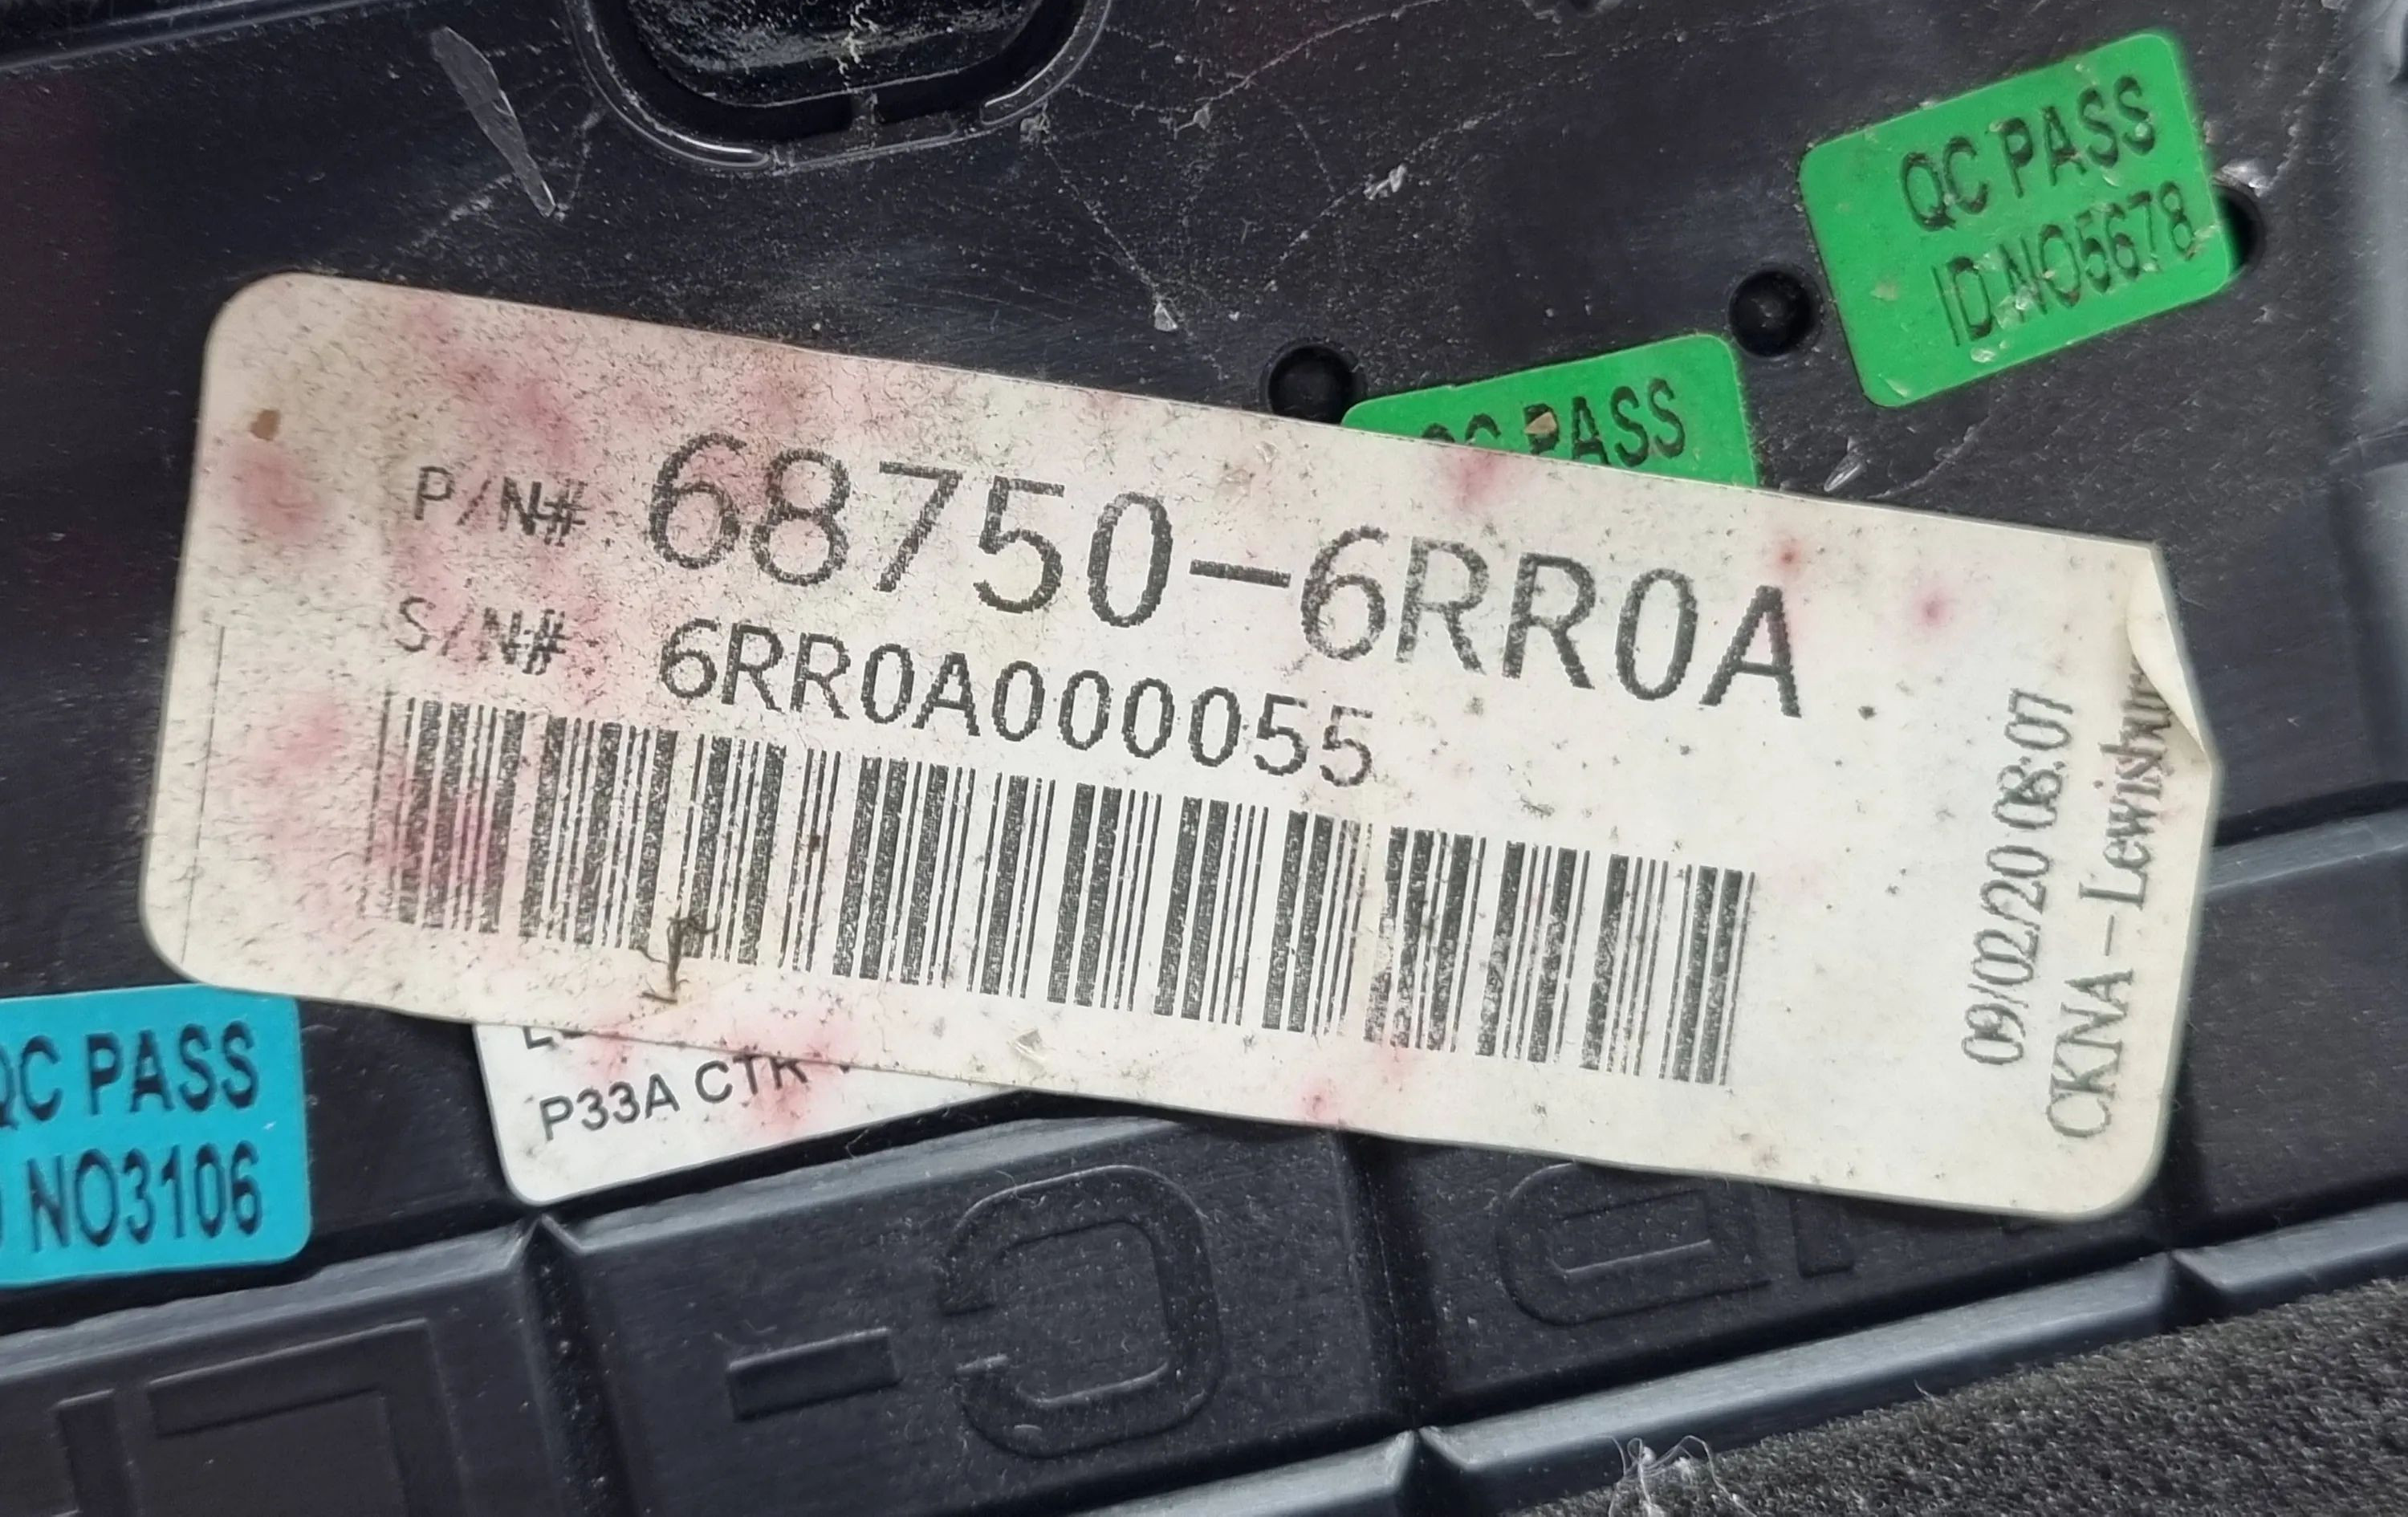 QC PASS
ID NO5678
QC PASS
P/N# 68750-6RR0A
S/N# 6RR0A000055
09/02/20 08:07
CKNA - Lewisburg
P33A CTR
QC PASS
NO3106